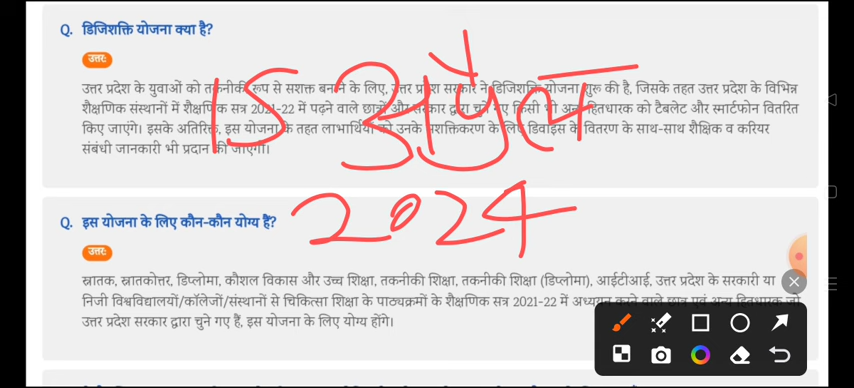 Q. डिजिशक्ति योजना क्या है?
उत्तर:
उत्तर प्रदेश के युवाओं को तकनीकी रूप से सशक्त बनाने के लिए, उत्तर प्रदेश सरकार ने डिजिशक्ति योजना शुरू की है, जिसके तहत उत्तर प्रदेश के विभिन्न
शैक्षणिक संस्थानों में शैक्षणिक सत्र 2021-22 में पढ़ने वाले छात्रों और सरकार द्वारा चुने गए किसी भी अन्य हितधारक को टैबलेट और स्मार्टफोन वितरित
किए जाएंगे। इसके अतिरिक्त, इस योजना के तहत लाभार्थियों को उनके सशक्तिकरण के लिए डिवाइस के वितरण के साथ-साथ शैक्षिक व करियर
संबंधी जानकारी भी प्रदान की जाएगी।
15
2024
Q. इस योजना के लिए कौन-कौन योग्य हैं?
उत्तर:
स्नातक, स्नातकोत्तर, डिप्लोमा, कौशल विकास और उच्च शिक्षा, तकनीकी शिक्षा, तकनीकी शिक्षा (डिप्लोमा), आईटीआई, उत्तर प्रदेश के सरकारी या
निजी विश्वविद्यालयों/कॉलेजों/संस्थानों से चिकित्सा शिक्षा के पाठ्यक्रमों के शैक्षणिक सत्र 2021-22 में अध्ययन करने वाले छात्र एवं अन्य हितधारक जो
उत्तर प्रदेश सरकार द्वारा चुने गए हैं, इस योजना के लिए योग्य होंगे।